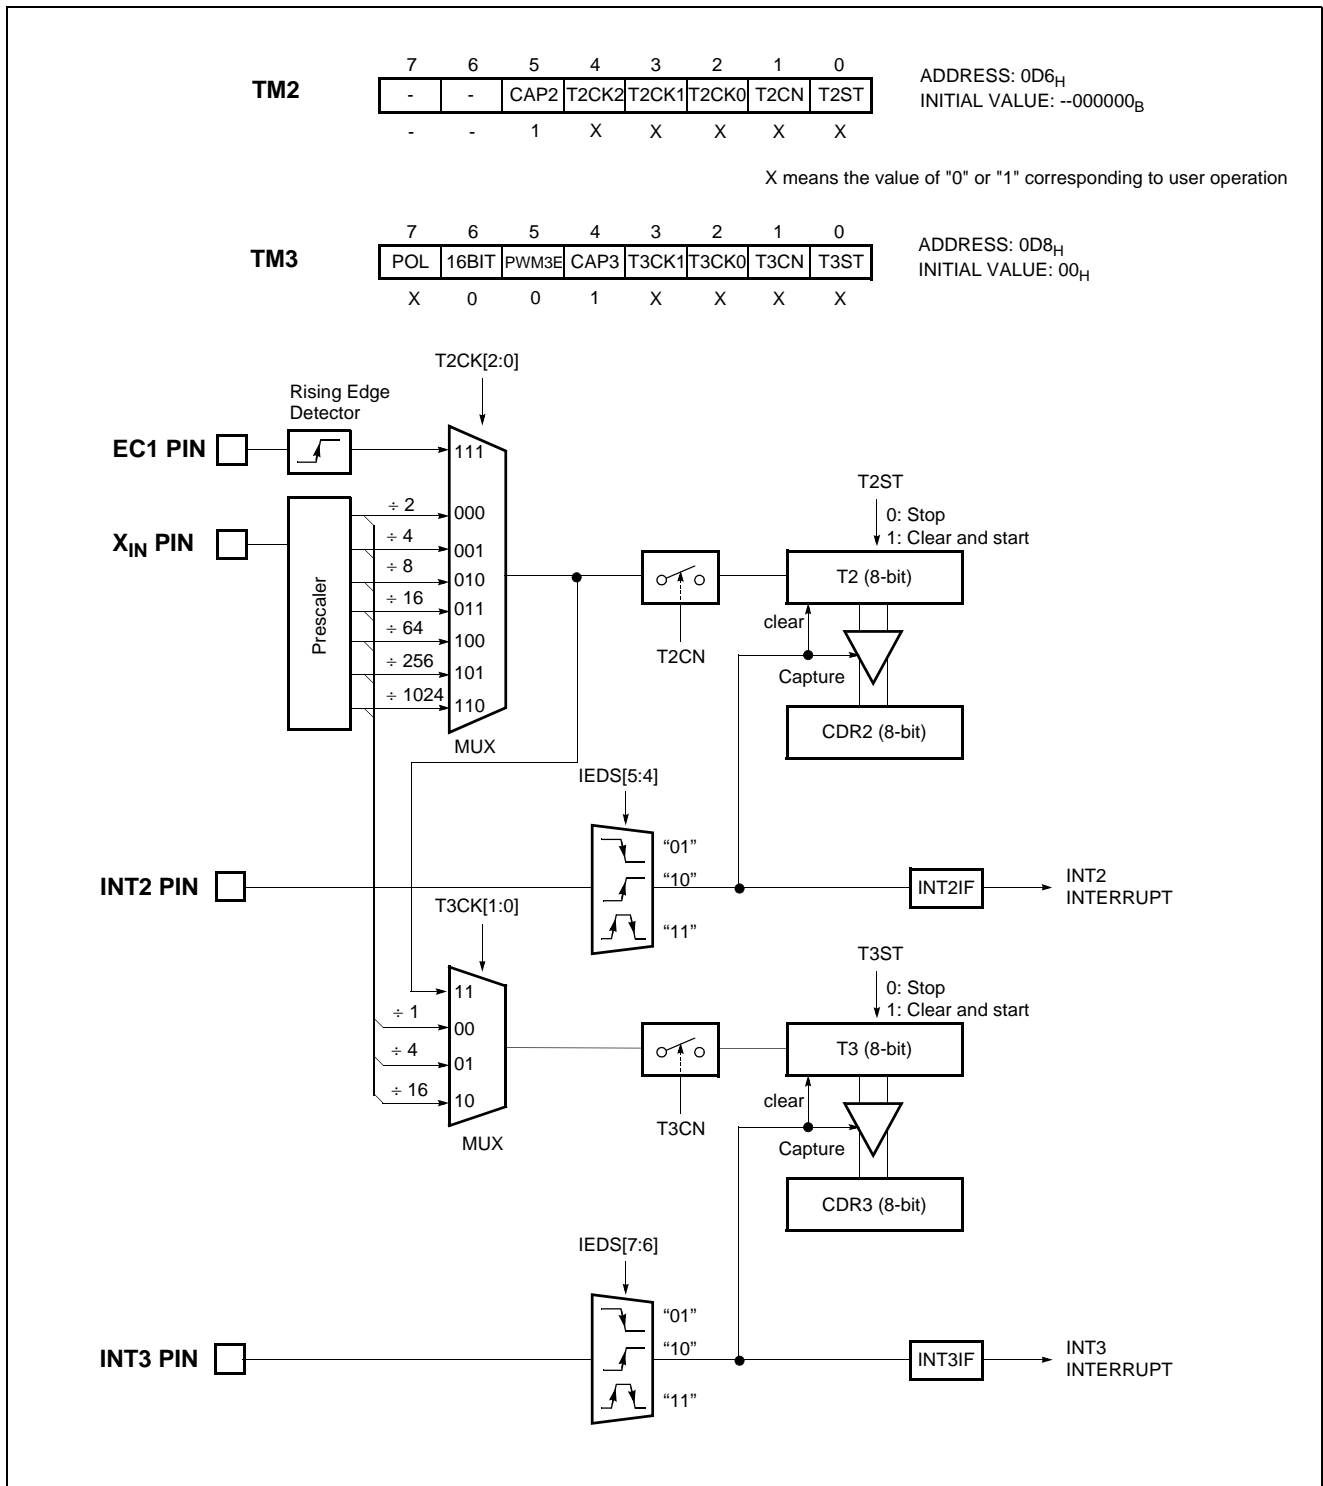 7 6 5 4 3 2 1 0
TM2 - - CAP2 T2CK2 T2CK1 T2CK0 T2CN T2ST
- - 1 X X X X X
ADDRESS: 0D6H
INITIAL VALUE: --000000B
X means the value of "0" or "1" corresponding to user operation
7 6 5 4 3 2 1 0
TM3 POL 16BIT PWM3E CAP3 T3CK1 T3CK0 T3CN T3ST
X 0 0 1 X X X X
ADDRESS: 0D8H
INITIAL VALUE: 00H
T2CK[2:0]
Rising Edge
Detector
EC1 PIN
111
XIN PIN
Prescaler
÷ 2 000
÷ 4 001
÷ 8 010
÷ 16 011
÷ 64 100
÷ 256 101
÷ 1024 110
MUX
T2CN
T2ST
0: Stop
1: Clear and start
T2 (8-bit)
clear
Capture
CDR2 (8-bit)
IEDS[5:4]
“01”
“10”
“11”
INT2 PIN
INT2IF
INT2
INTERRUPT
T3CK[1:0]
11
÷ 1 00
÷ 4 01
÷ 16 10
MUX
T3CN
T3ST
0: Stop
1: Clear and start
T3 (8-bit)
clear
Capture
CDR3 (8-bit)
IEDS[7:6]
“01”
“10”
“11”
INT3 PIN
INT3IF
INT3
INTERRUPT